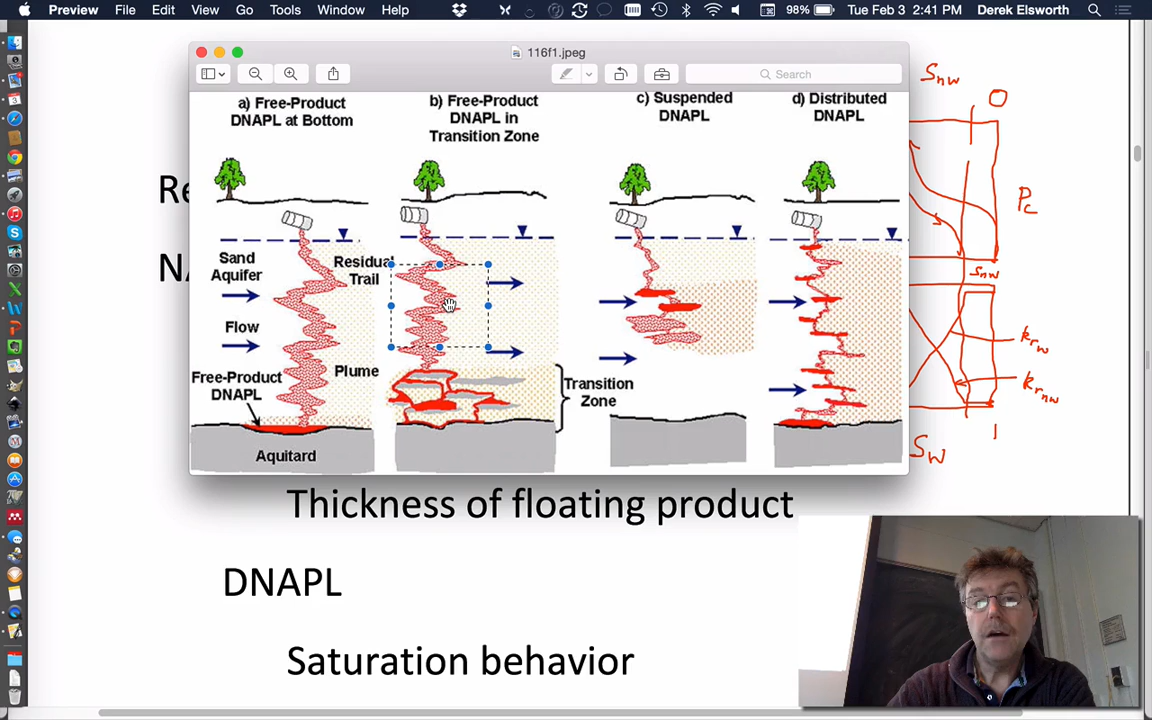 Preview File Edit View Go Tools Window Help 98% Tue Feb 3 2:41 PM Derek Elsworth
116f1.jpeg
Search
a) Free-Product
DNAPL at Bottom
b) Free-Product
DNAPL in
Transition Zone
c) Suspended
DNAPL
d) Distributed
DNAPL
Sand
Aquifer
Residual
Trail
Flow
Plume
Free-Product
DNAPL
Transition
Zone
Aquitard
Snw
O
Pc
Snw
krw
krnw
1
Sw
Re
NA
Thickness of floating product
DNAPL
Saturation behavior